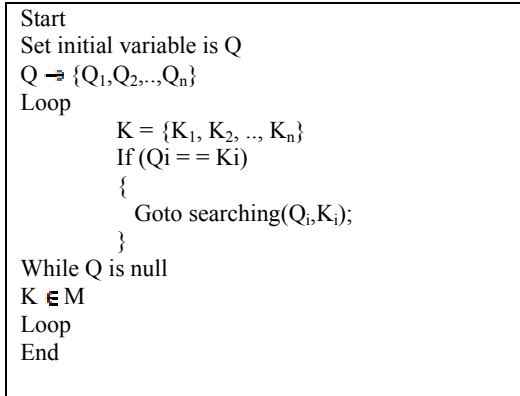 Start
Set initial variable is Q
Q → {Q₁,Q₂,..,Qₙ}
Loop
K = {K₁, K₂, .., Kₙ}
If (Qi = = Ki)
{
Goto searching(Qᵢ,Kᵢ);
}
While Q is null
K ∈ M
Loop
End